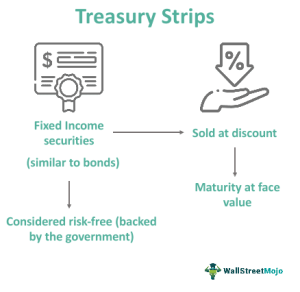 Treasury Strips
$
%
Fixed Income
securities
(similar to bonds)
Sold at discount
Considered risk-free (backed
by the government)
Maturity at face
value
WallStreetMojo